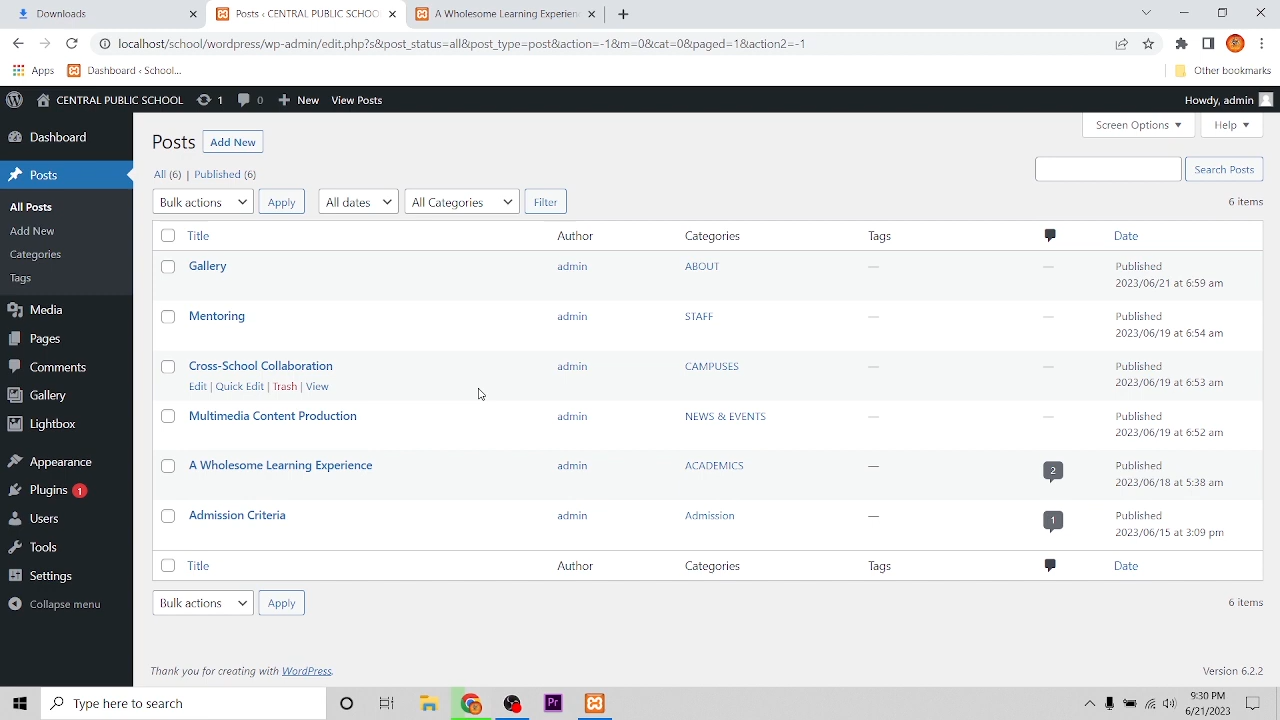 Downloads
Posts ‹ CENTRAL PUBLIC SCHOOL
A Wholesome Learning Experienc
localhost/school/wordpress/wp-admin/edit.php?s&post_status=all&post_type=post&action=-1&m=0&cat=0&paged=1&action2=-1
Apps
Dashboard ‹ School...
Other bookmarks
CENTRAL PUBLIC SCHOOL
1
0
New
View Posts
Howdy, admin
Dashboard
Posts
All Posts
Add New
Categories
Tags
Media
Pages
Comments
Gallery
Lightbox
Appearance
Plugins 1
Users
Tools
Settings
Collapse menu
Screen Options
Help
Posts
Add New
All (6) | Published (6)
Search Posts
Bulk actions
Apply
All dates
All Categories
Filter
6 items
Title Author Categories Tags Date
Gallery admin ABOUT — — Published
2023/06/21 at 6:59 am
Mentoring admin STAFF — — Published
2023/06/19 at 6:54 am
Cross-School Collaboration admin CAMPUSES — — Published
Edit | Quick Edit | Trash | View 2023/06/19 at 6:53 am
Multimedia Content Production admin NEWS & EVENTS — — Published
2023/06/19 at 6:52 am
A Wholesome Learning Experience admin ACADEMICS — 2 Published
2023/06/18 at 5:38 am
Admission Criteria admin Admission — 1 Published
2023/06/15 at 3:09 pm
Title Author Categories Tags Date
Bulk actions
Apply
6 items
Thank you for creating with WordPress.
Version 6.2.2
Type here to search
Pr
9:30 PM
6/21/2023